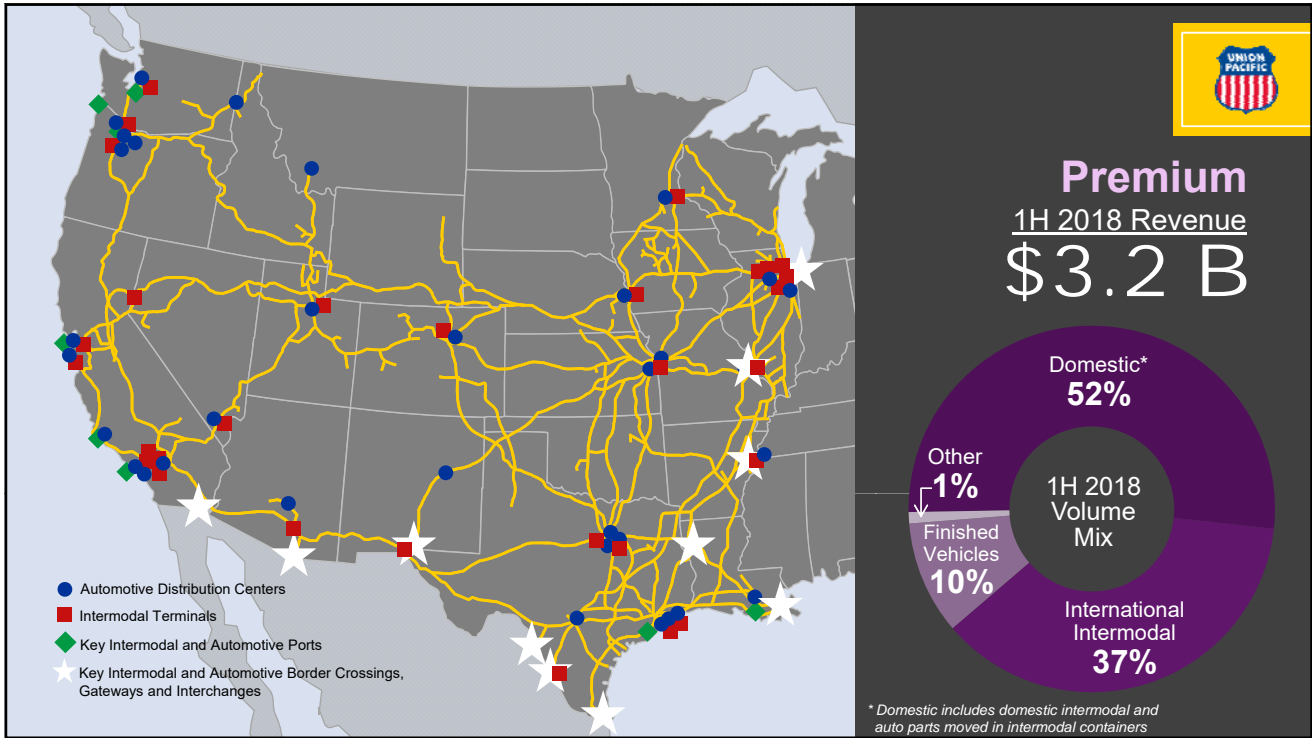 UNION
PACIFIC
Premium
1H 2018 Revenue
$3.2 B
Domestic*
52%
Other
1%
Finished
Vehicles
10%
1H 2018
Volume
Mix
International
Intermodal
37%
* Domestic includes domestic intermodal and
auto parts moved in intermodal containers
Automotive Distribution Centers
Intermodal Terminals
Key Intermodal and Automotive Ports
Key Intermodal and Automotive Border Crossings,
Gateways and Interchanges